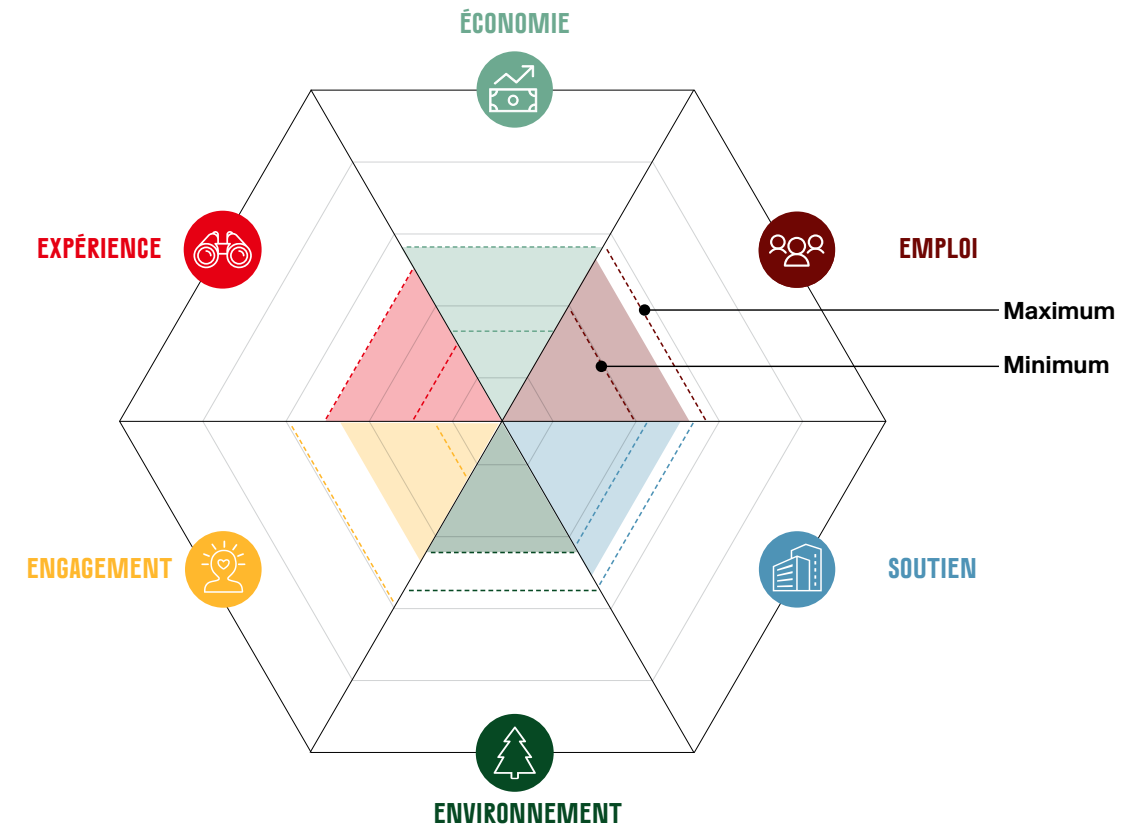 ÉCONOMIE
EXPÉRIENCE
EMPLOI
Maximum
Minimum
ENGAGEMENT
SOUTIEN
ENVIRONNEMENT